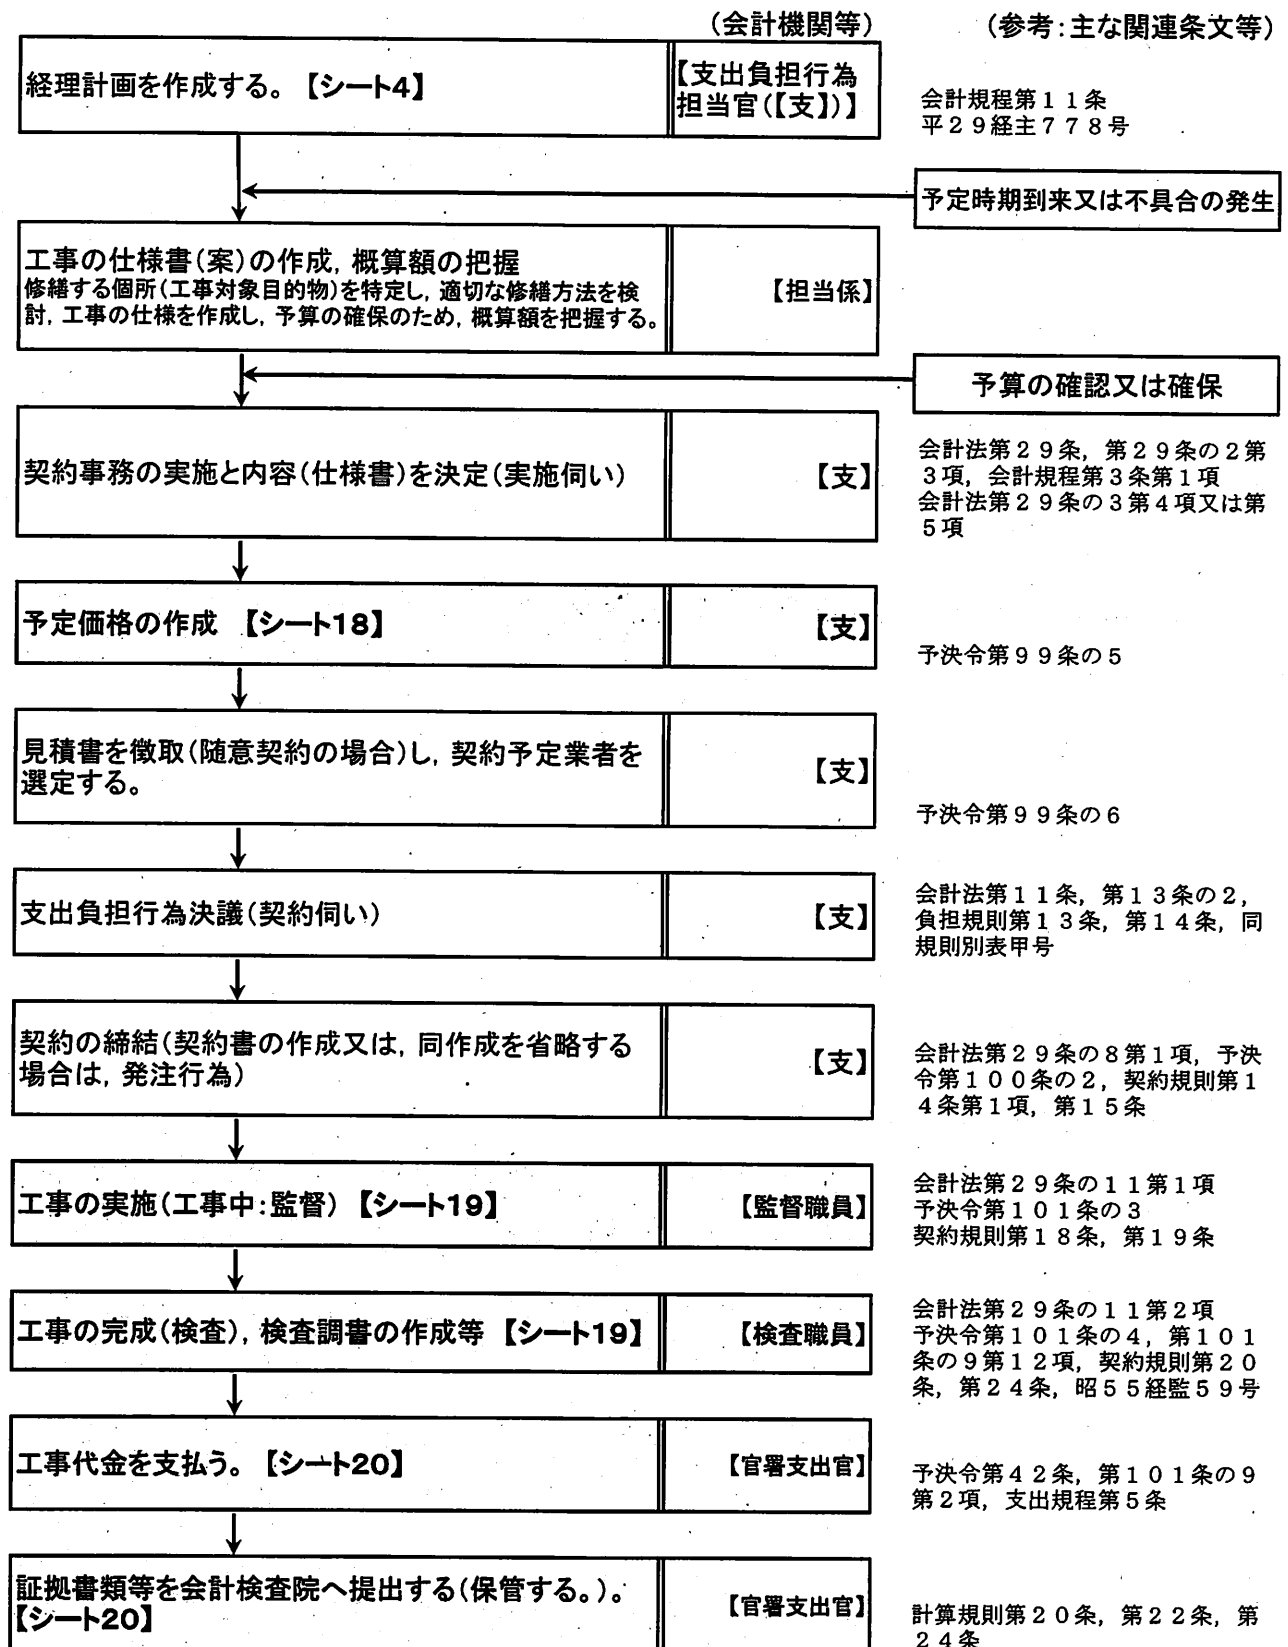 (会計機関等)
(参考:主な関連条文等)
経理計画を作成する。【シート4】
【支出負担行為
担当官(【支】)】
会計規程第11条
平29経主778号
予定時期到来又は不具合の発生
工事の仕様書(案)の作成,概算額の把握
修繕する個所(工事対象目的物)を特定し,適切な修繕方法を検
討,工事の仕様を作成し,予算の確保のため,概算額を把握する。
【担当係】
予算の確認又は確保
契約事務の実施と内容(仕様書)を決定(実施伺い)
【支】
会計法第29条,第29条の2第
3項,会計規程第3条第1項
会計法第29条の3第4項又は第
5項
予定価格の作成 【シート18】
【支】
予決令第99条の5
見積書を徴取(随意契約の場合)し,契約予定業者を
選定する。
【支】
予決令第99条の6
支出負担行為決議(契約伺い)
【支】
会計法第11条,第13条の2,
負担規則第13条,第14条,同
規則別表甲号
契約の締結(契約書の作成又は,同作成を省略する
場合は,発注行為)
【支】
会計法第29条の8第1項,予決
令第100条の2,契約規則第1
4条第1項,第15条
工事の実施(工事中:監督)【シート19】
【監督職員】
会計法第29条の11第1項
予決令第101条の3
契約規則第18条,第19条
工事の完成(検査),検査調書の作成等 【シート19】
【検査職員】
会計法第29条の11第2項
予決令第101条の4,第101
条の9第12項,契約規則第20
条,第24条,昭55経監59号
工事代金を支払う。【シート20】
【官署支出官】
予決令第42条,第101条の9
第2項,支出規程第5条
証拠書類等を会計検査院へ提出する(保管する。)。
【シート20】
【官署支出官】
計算規則第20条,第22条,第
24条